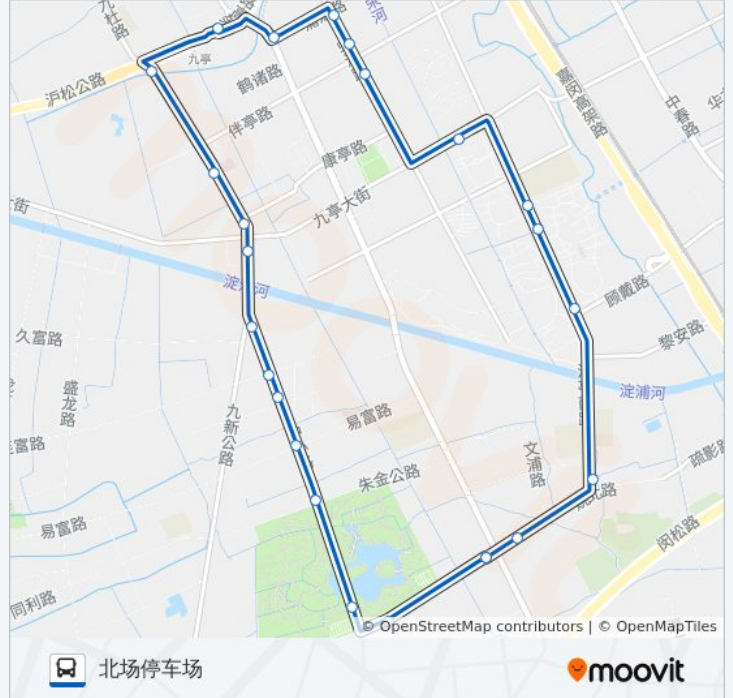 九杜路
沪松公路
九亭
鹤诸路
伴亭路
康亭路
九亭大街
嘉闵高架路
中春路
顾戴路
黎安路
久富路
盛龙路
九新公路
易富路
朱金公路
文浦路
淀浦河
疏影路
闵松路
易富路
同利路
© OpenStreetMap contributors | © OpenMapTiles
北场停车场
moovit